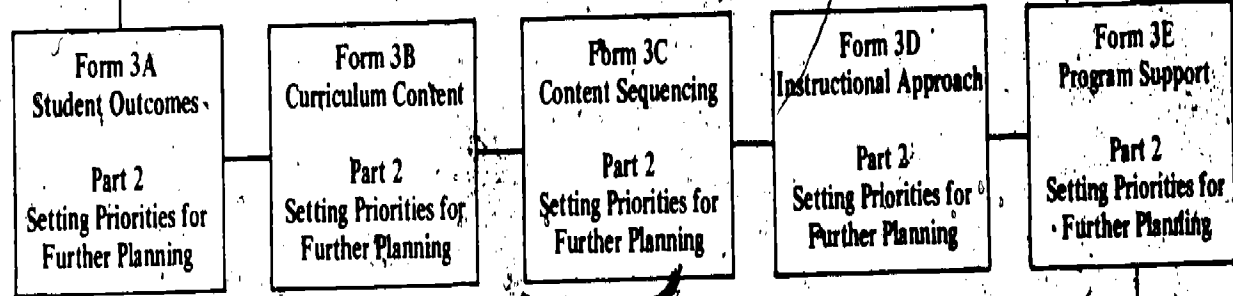 Form 3A
Student Outcomes
Part 2
Setting Priorities for
Further Planning
Form 3B
Curriculum Content
Part 2
Setting Priorities for
Further Planning
Form 3C
Content Sequencing
Part 2
Setting Priorities for
Further Planning
Form 3D
Instructional Approach
Part 2
Setting Priorities for
Further Planning
Form 3E
Program Support
Part 2
Setting Priorities for
Further Planning